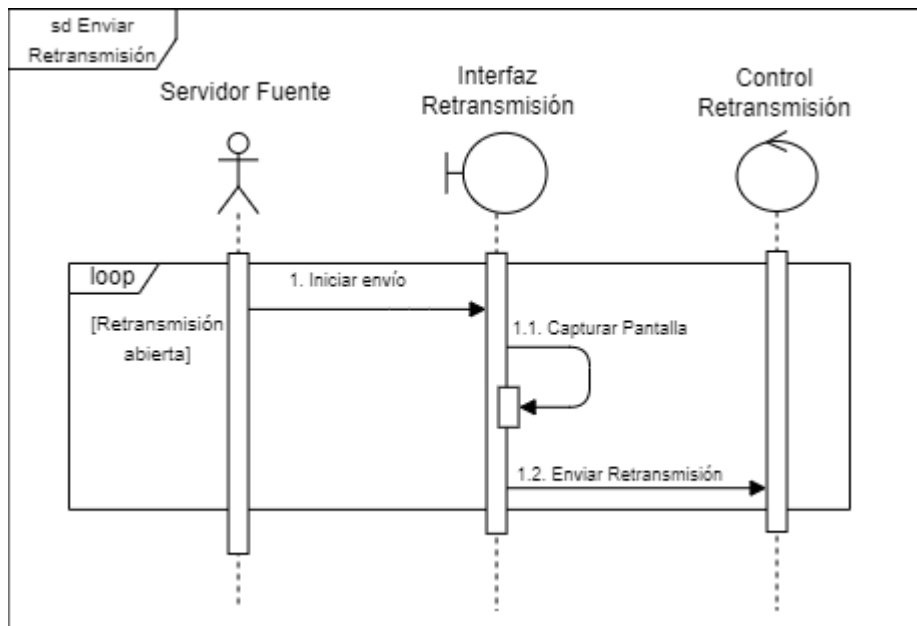 sd Enviar
Retransmisión
Servidor Fuente
Interfaz
Retransmisión
Control
Retransmisión
loop
1. Iniciar envío
[Retransmisión
abierta]
1.1. Capturar Pantalla
1.2. Enviar Retransmisión